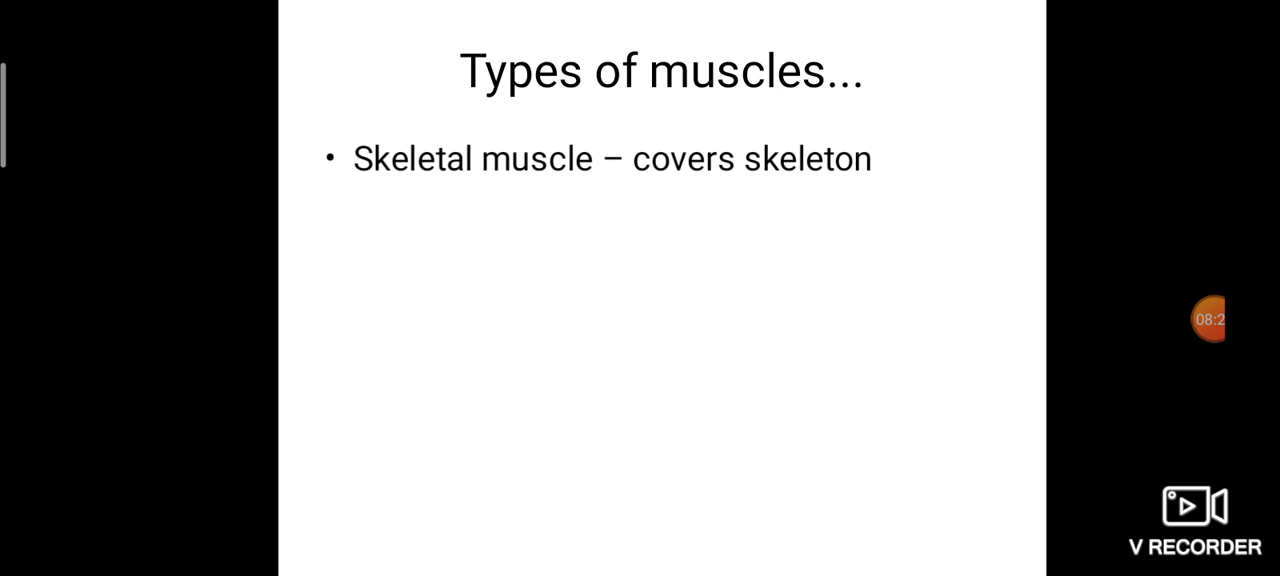 Types of muscles...
• Skeletal muscle – covers skeleton
08:2
V RECORDER